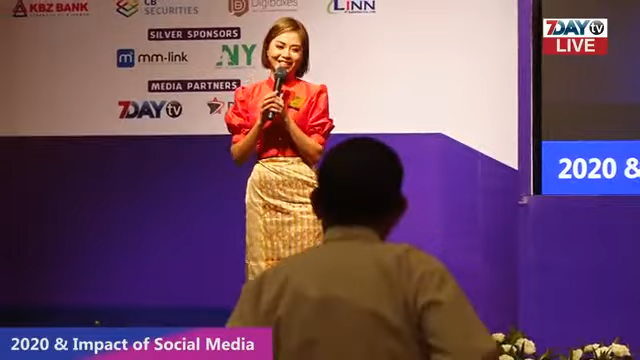 KBZ BANK
CB
SECURITIES
Digiboxes
LINN
7DAY tv
LIVE
SILVER SPONSORS
mm-link
NY
MEDIA PARTNERS
7DAY tv
2020 &
2020 & Impact of Social Media